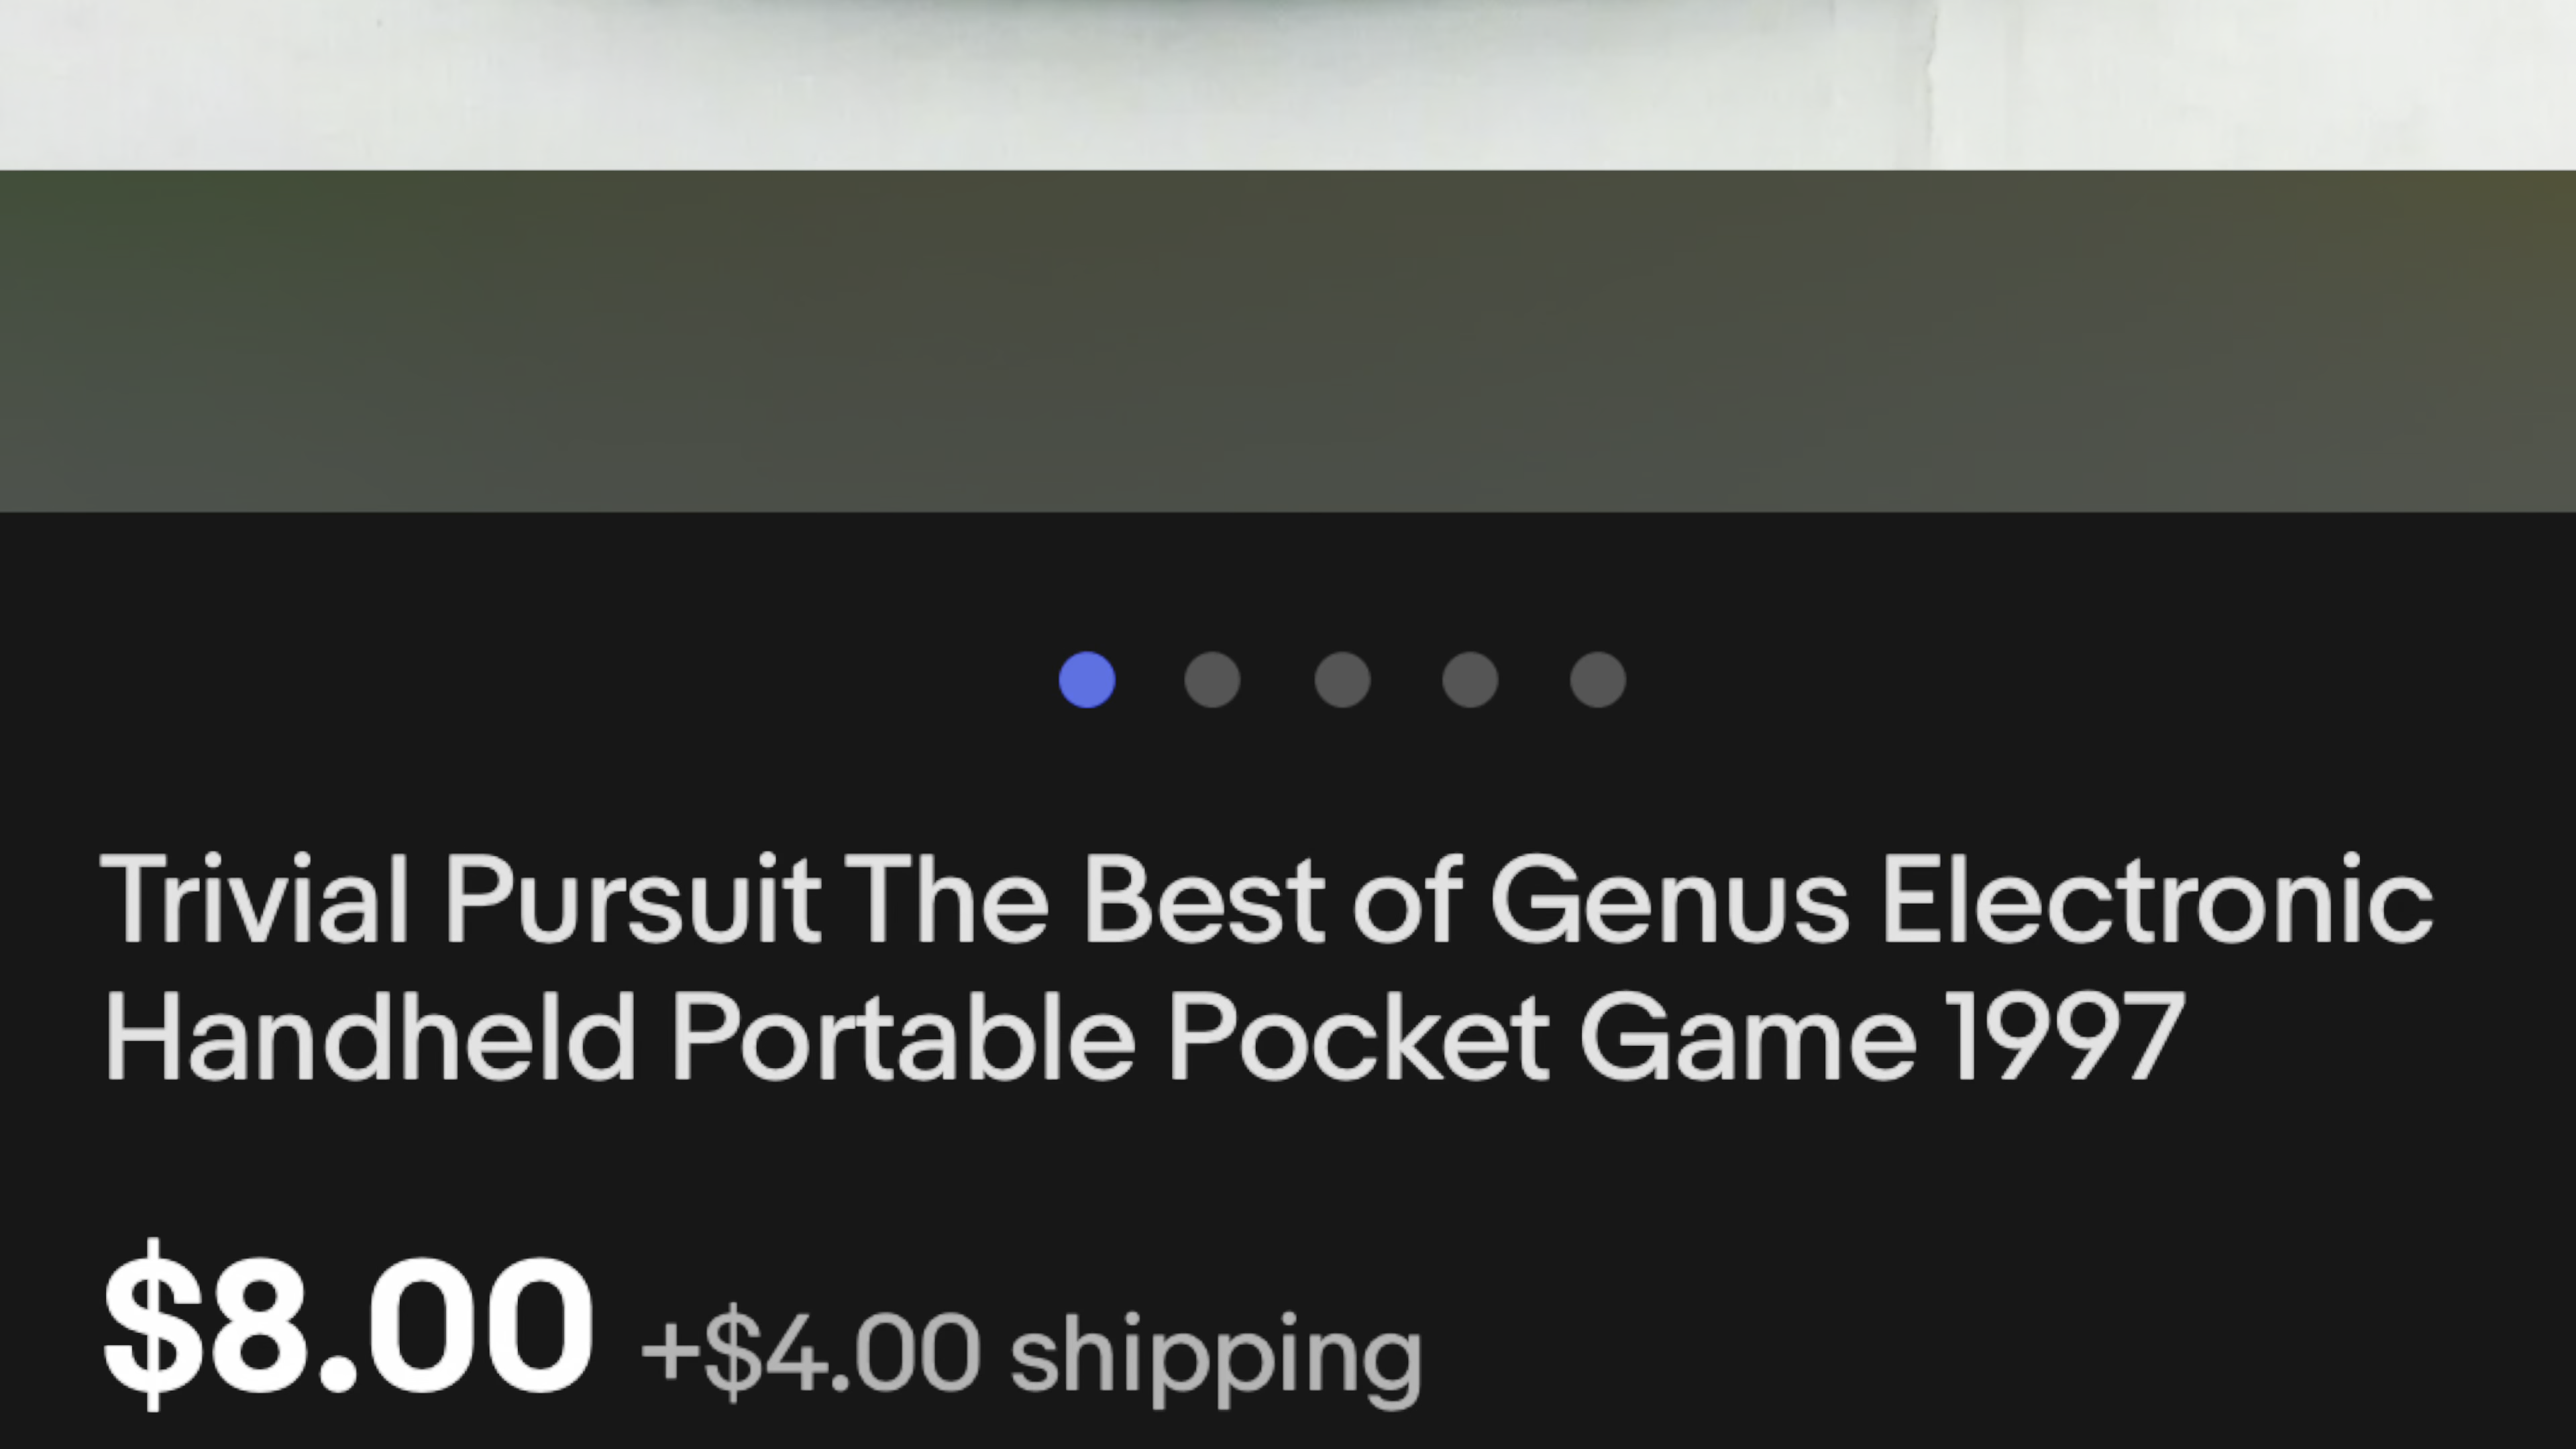 Trivial Pursuit The Best of Genus Electronic
Handheld Portable Pocket Game 1997
$8.00 +$4.00 shipping